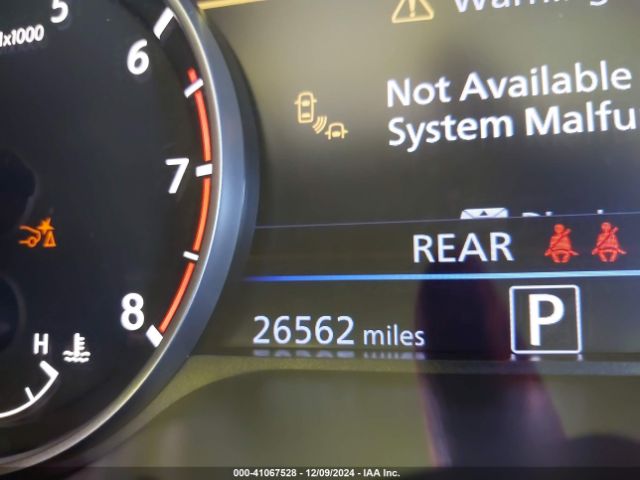 5
x1000
6
7
8
H
Warning
Not Available
System Malfu
REAR
26562 miles
P
000-41067528 - 12/09/2024 - IAA Inc.